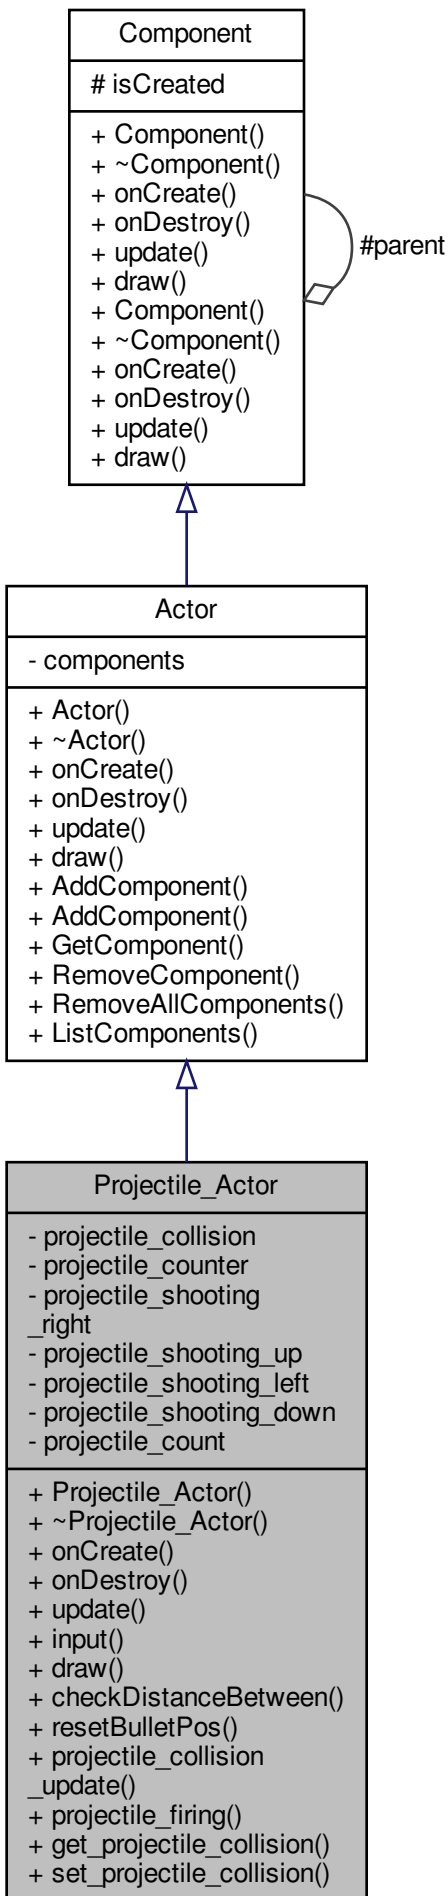 Component
# isCreated
+ Component()
+ ~Component()
+ onCreate()
+ onDestroy()
+ update()
+ draw()
+ Component()
+ ~Component()
+ onCreate()
+ onDestroy()
+ update()
+ draw()
#parent
Actor
- components
+ Actor()
+ ~Actor()
+ onCreate()
+ onDestroy()
+ update()
+ draw()
+ AddComponent()
+ AddComponent()
+ GetComponent()
+ RemoveComponent()
+ RemoveAllComponents()
+ ListComponents()
Projectile_Actor
- projectile_collision
- projectile_counter
- projectile_shooting
_right
- projectile_shooting_up
- projectile_shooting_left
- projectile_shooting_down
- projectile_count
+ Projectile_Actor()
+ ~Projectile_Actor()
+ onCreate()
+ onDestroy()
+ update()
+ input()
+ draw()
+ checkDistanceBetween()
+ resetBulletPos()
+ projectile_collision
_update()
+ projectile_firing()
+ get_projectile_collision()
+ set_projectile_collision()